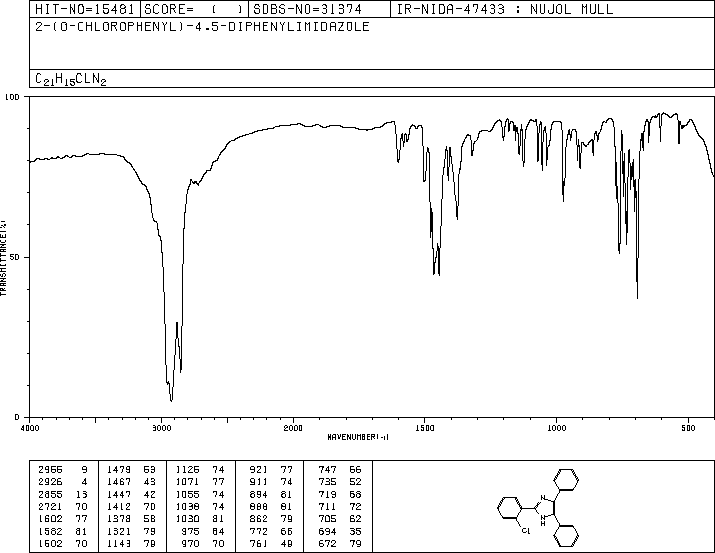 HIT-NO=15481 SCORE= ( ) SDBS-NO=31374 IR-NIDA-47433 : NUJOL MULL
2-(O-CHLOROPHENYL)-4,5-DIPHENYLIMIDAZOLE
C21H15CLN2
100
50
0
TRANSMITTANCE(%)
4000 3000 2000 1500 1000 500
WAVENUMBER(-1)
2955 9 1479 53 1126 74 921 77 747 56
2926 4 1467 43 1071 77 911 74 735 52
2855 13 1447 42 1055 74 894 81 719 68
2721 70 1412 70 1038 74 888 81 711 72
1602 77 1378 58 1030 81 862 79 705 62
1582 81 1321 79 975 84 772 66 694 35
1502 70 1143 79 970 70 761 49 672 79
N
N
H
Cl